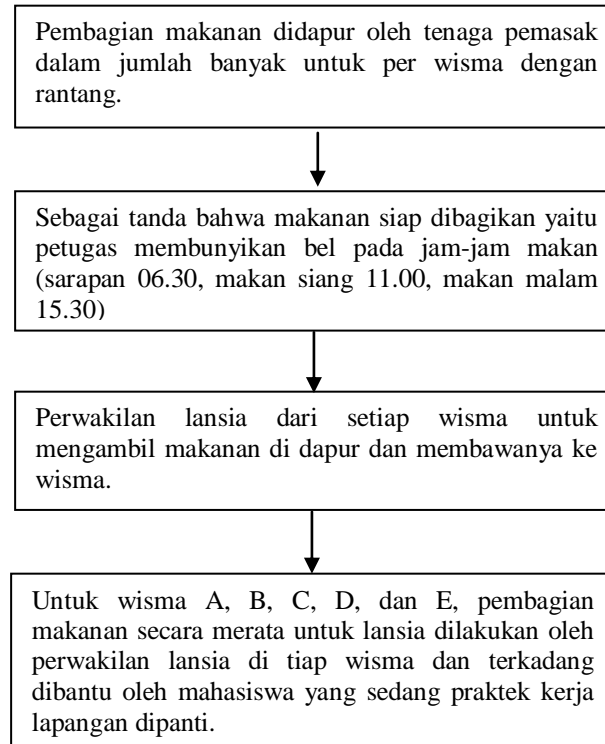 Pembagian makanan didapur oleh tenaga pemasak
dalam jumlah banyak untuk per wisma dengan
rantang.
Sebagai tanda bahwa makanan siap dibagikan yaitu
petugas membunyikan bel pada jam-jam makan
(sarapan 06.30, makan siang 11.00, makan malam
15.30)
Perwakilan lansia dari setiap wisma untuk
mengambil makanan di dapur dan membawanya ke
wisma.
Untuk wisma A, B, C, D, dan E, pembagian
makanan secara merata untuk lansia dilakukan oleh
perwakilan lansia di tiap wisma dan terkadang
dibantu oleh mahasiswa yang sedang praktek kerja
lapangan dipanti.